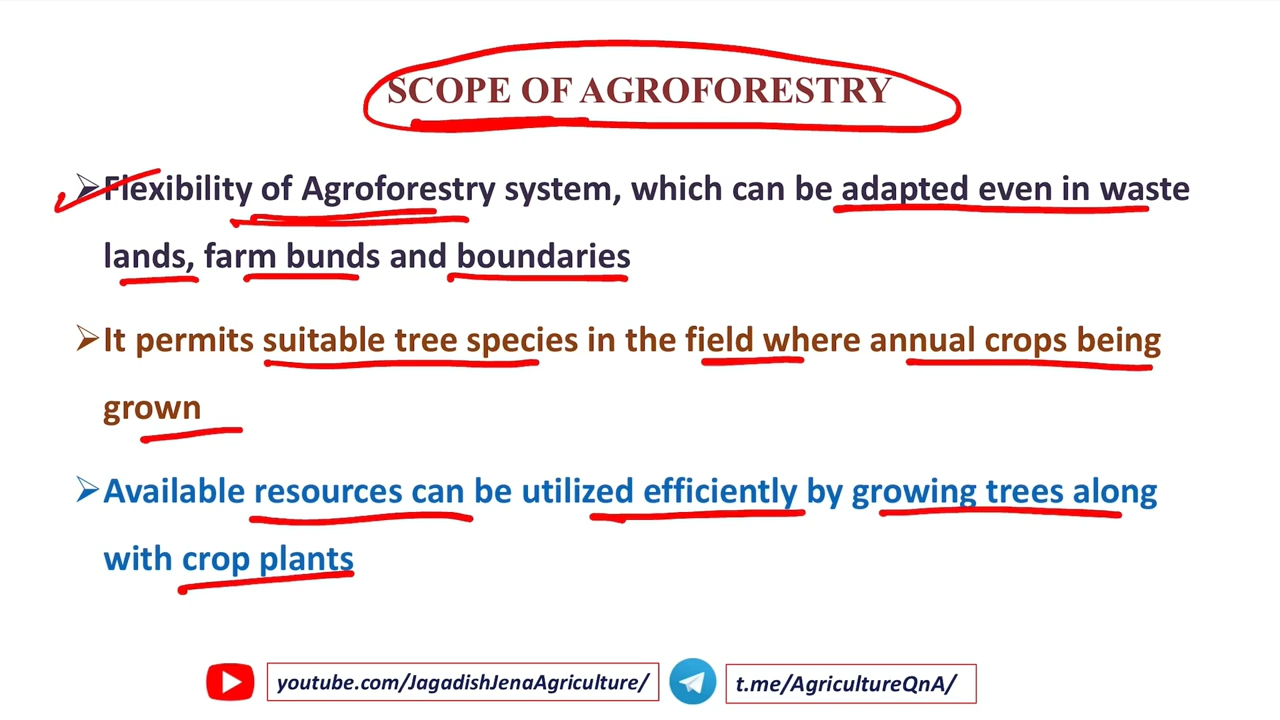 SCOPE OF AGROFORESTRY
Flexibility of Agroforestry system, which can be adapted even in waste
lands, farm bunds and boundaries
It permits suitable tree species in the field where annual crops being
grown
Available resources can be utilized efficiently by growing trees along
with crop plants
youtube.com/JagadishJenaAgriculture/
t.me/AgricultureQnA/